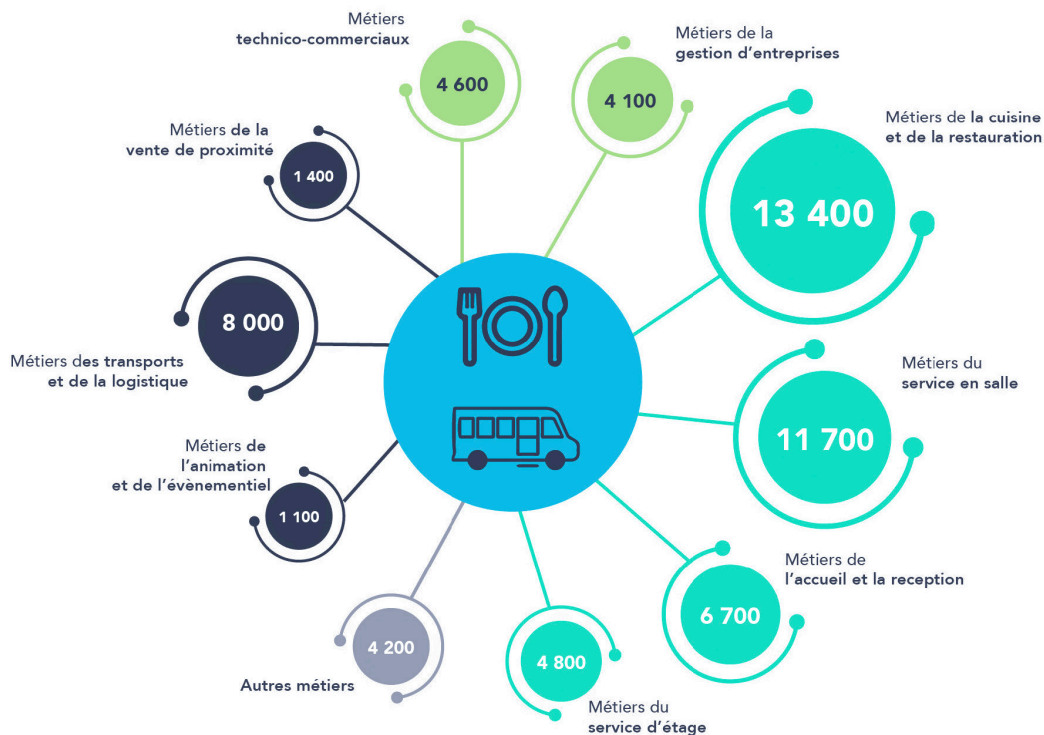 Métiers
technico-commerciaux
4 600
Métiers de la
gestion d'entreprises
4 100
Métiers de la cuisine
et de la restauration
13 400
Métiers du
service en salle
11 700
Métiers de
l'accueil et la reception
6 700
Métiers du
service d'étage
4 800
Autres métiers
4 200
Métiers de
l'animation
et de l'évènementiel
1 100
Métiers des transports
et de la logistique
8 000
Métiers de la
vente de proximité
1 400